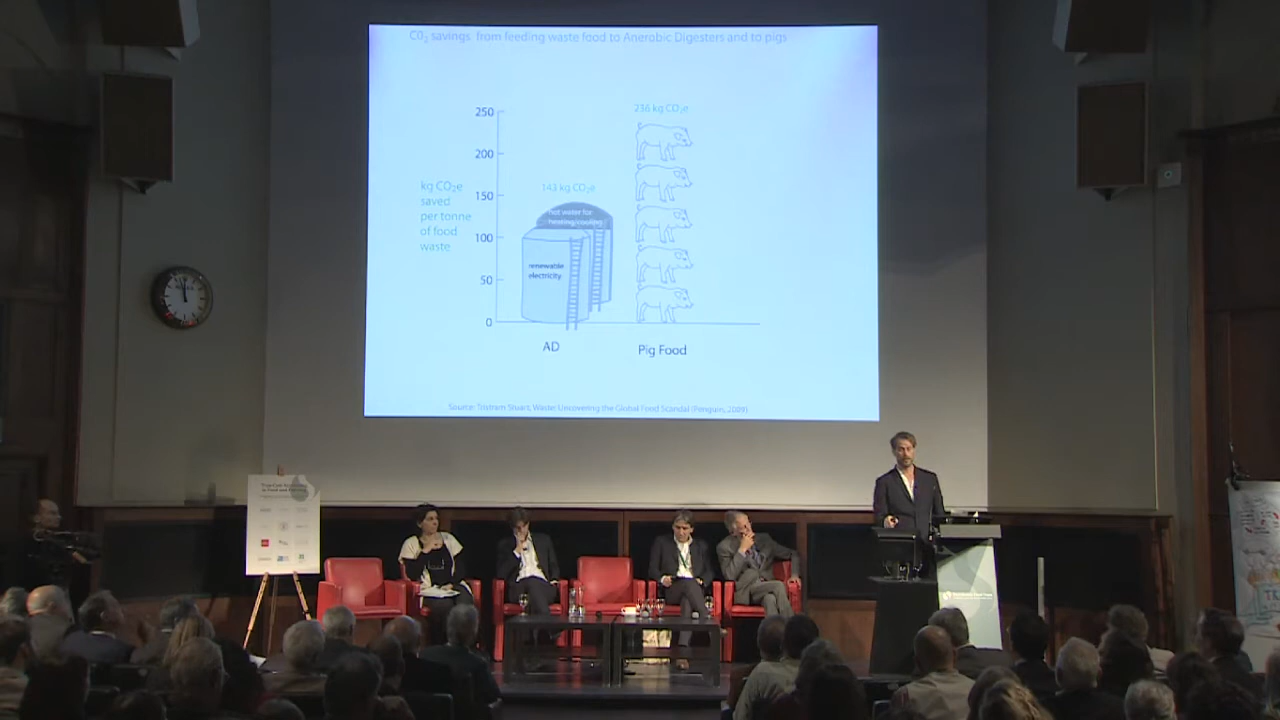 C0₂ savings from feeding waste food to Anerobic Digesters and to pigs
236 kg CO₂e
250
200
150
100
50
0
kg CO₂e
saved
per tonne
of food
waste
143 kg CO₂e
hot water for
heating/cooling
renewable
electricity
AD
Pig Food
Source: Tristram Stuart, Waste: Uncovering the Global Food Scandal (Penguin, 2009)